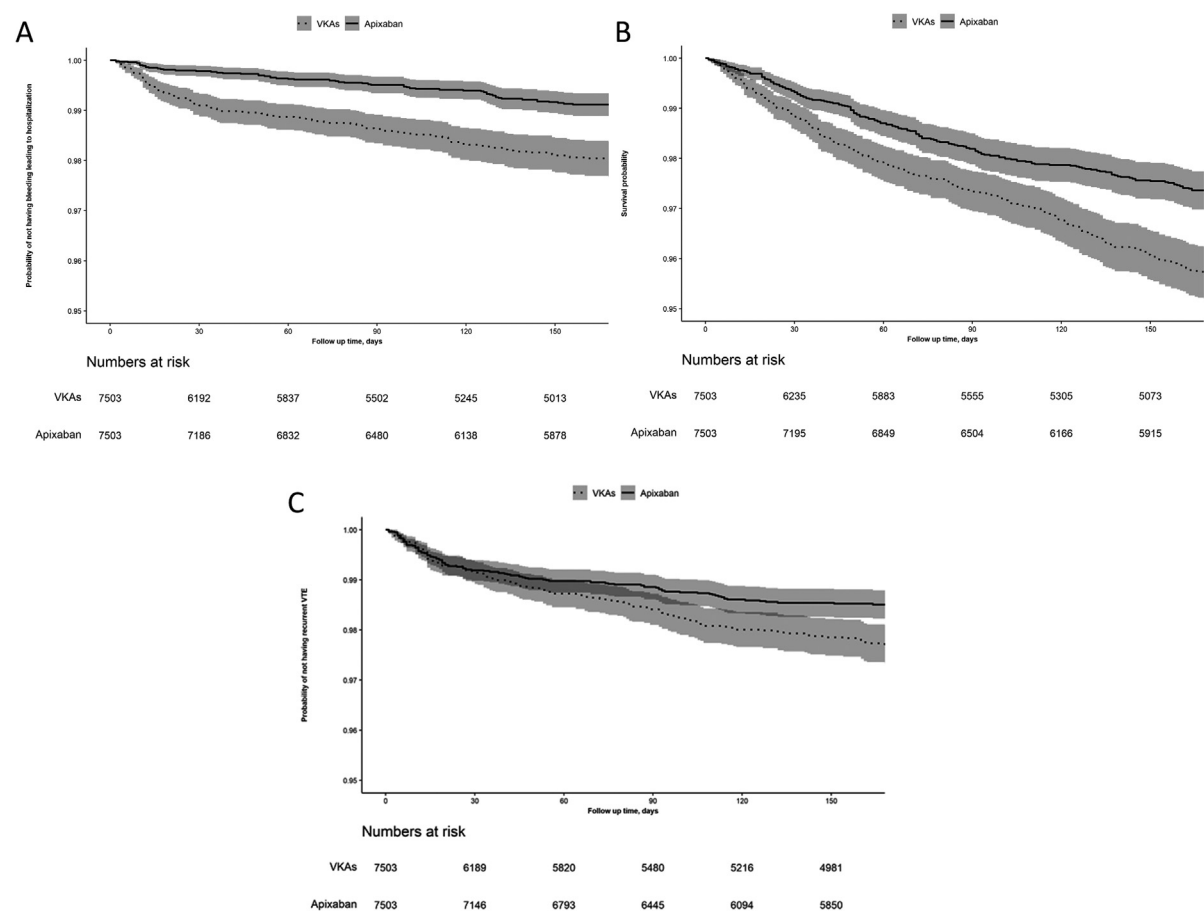 A
VKAs Apixaban
Probability of not having bleeding leading to hospitalization
1.00
0.99
0.98
0.97
0.96
0.95
0 30 60 90 120 150
Follow up time, days
Numbers at risk
VKAs 7503 6192 5837 5502 5245 5013
Apixaban 7503 7186 6832 6480 6138 5878
B
VKAs Apixaban
Survival probability
1.00
0.99
0.98
0.97
0.96
0.95
0 30 60 90 120 150
Follow up time, days
Numbers at risk
VKAs 7503 6235 5883 5555 5305 5073
Apixaban 7503 7195 6849 6504 6166 5915
C
VKAs Apixaban
Probability of not having recurrent VTE
1.00
0.99
0.98
0.97
0.96
0.95
0 30 60 90 120 150
Follow up time, days
Numbers at risk
VKAs 7503 6189 5820 5480 5216 4981
Apixaban 7503 7146 6793 6445 6094 5850